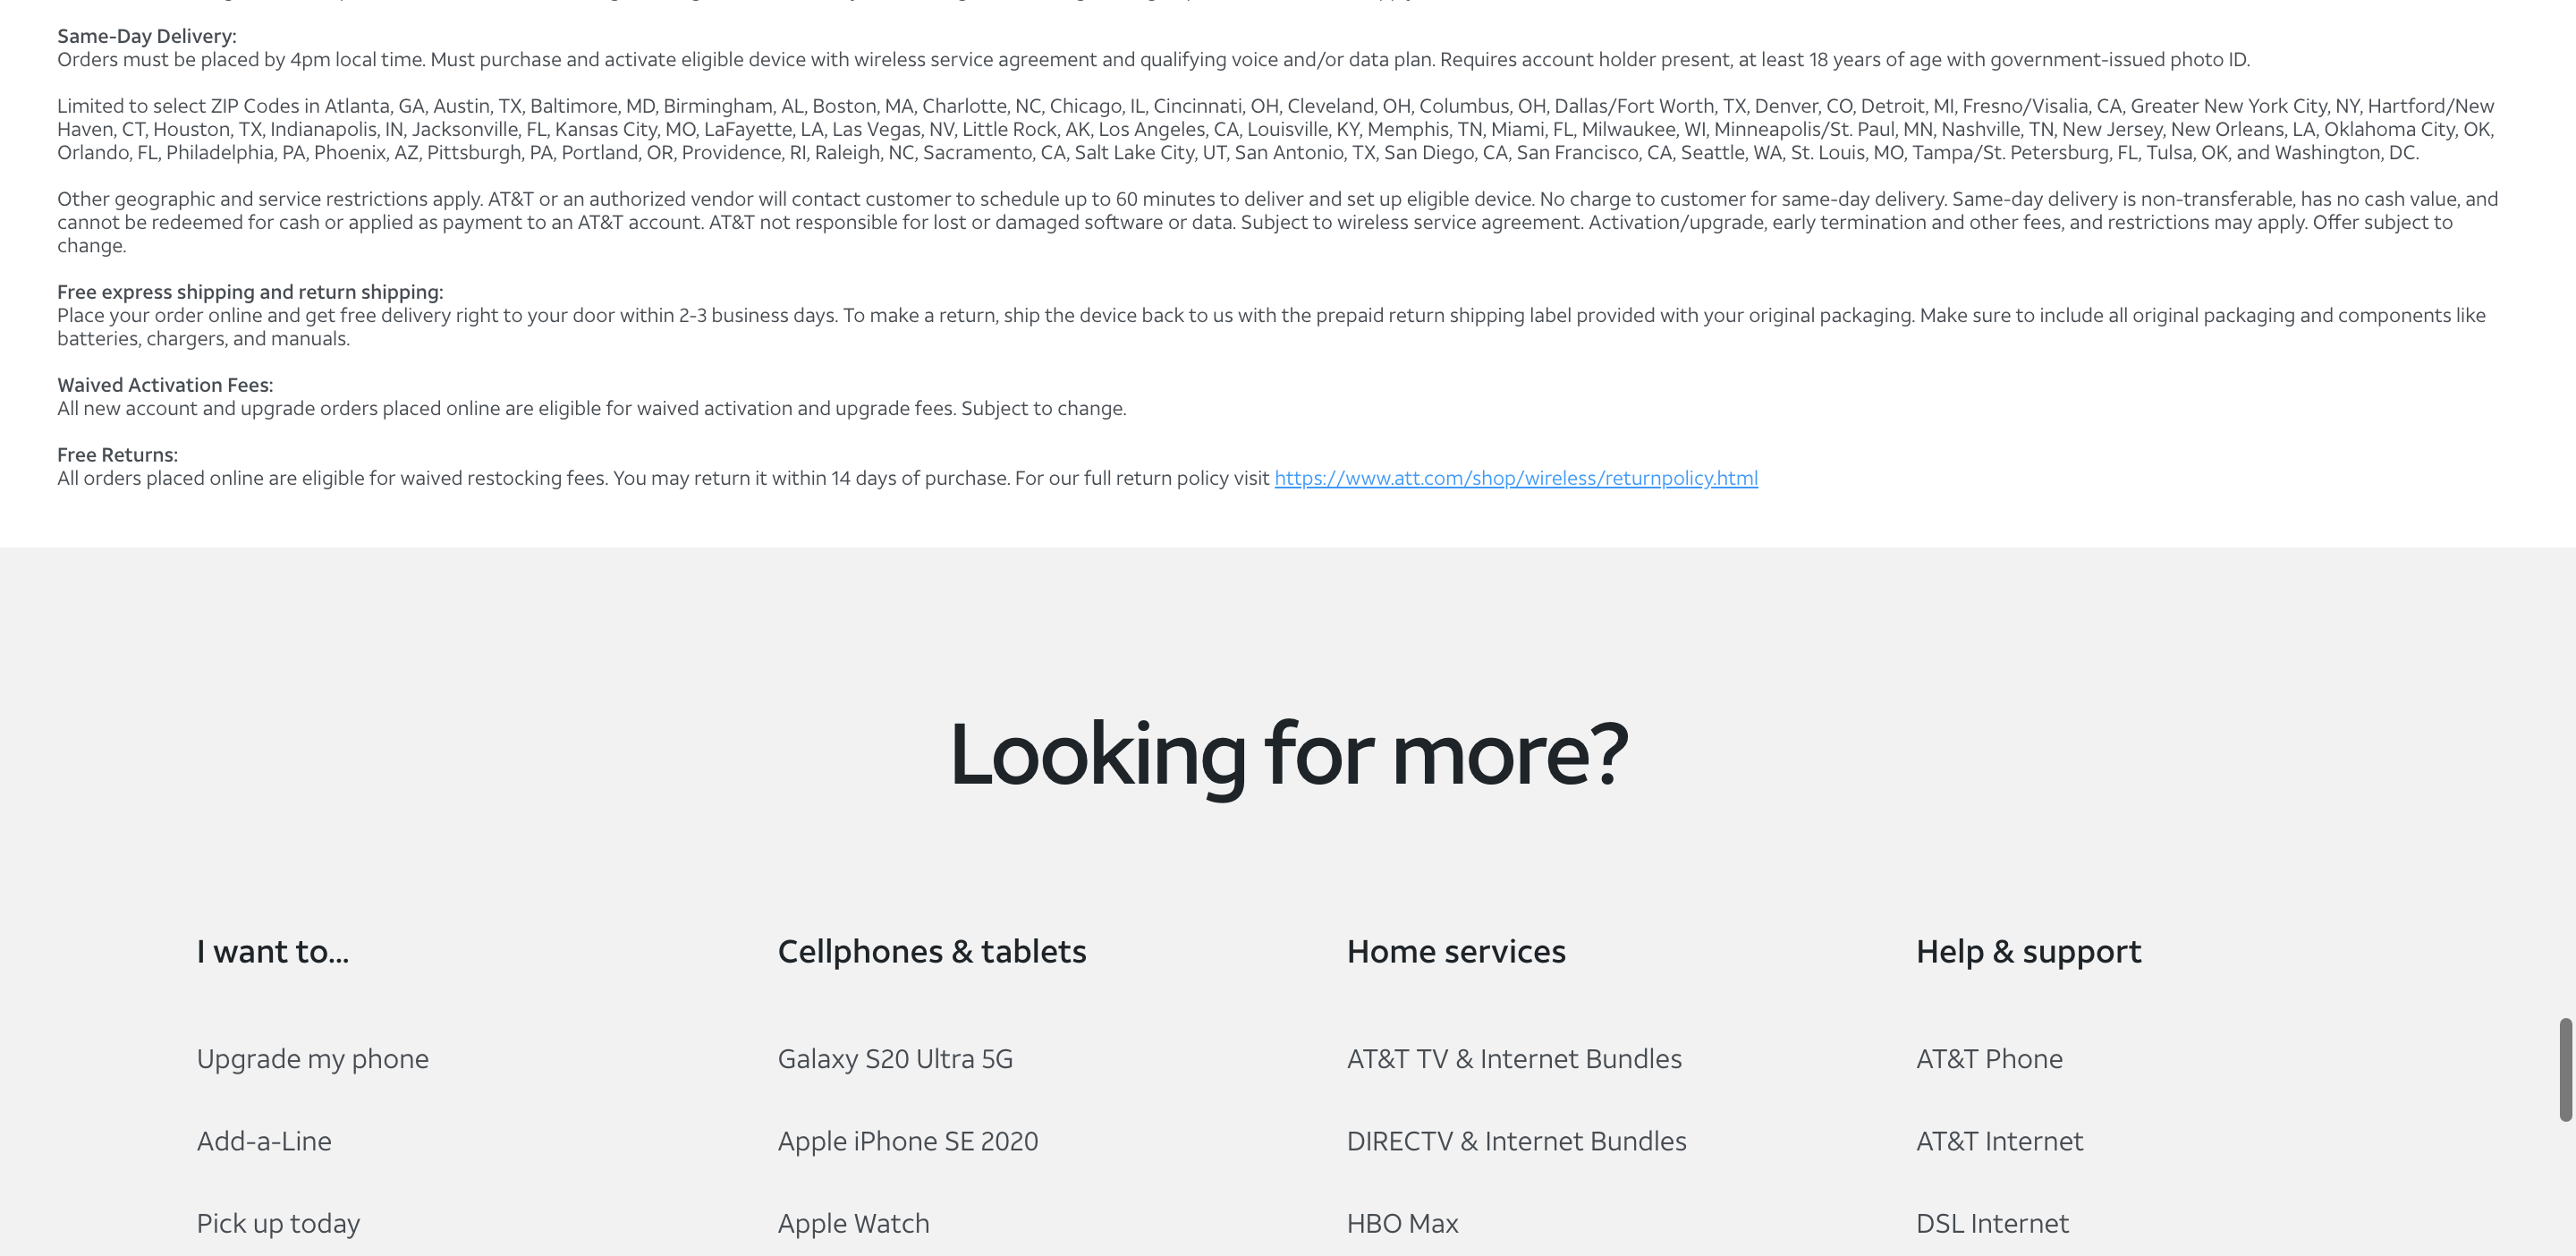 Same-Day Delivery:
Orders must be placed by 4pm local time. Must purchase and activate eligible device with wireless service agreement and qualifying voice and/or data plan. Requires account holder present, at least 18 years of age with government-issued photo ID.
Limited to select ZIP Codes in Atlanta, GA, Austin, TX, Baltimore, MD, Birmingham, AL, Boston, MA, Charlotte, NC, Chicago, IL, Cincinnati, OH, Cleveland, OH, Columbus, OH, Dallas/Fort Worth, TX, Denver, CO, Detroit, MI, Fresno/Visalia, CA, Greater New York City, NY, Hartford/New
Haven, CT, Houston, TX, Indianapolis, IN, Jacksonville, FL, Kansas City, MO, LaFayette, LA, Las Vegas, NV, Little Rock, AK, Los Angeles, CA, Louisville, KY, Memphis, TN, Miami, FL, Milwaukee, WI, Minneapolis/St. Paul, MN, Nashville, TN, New Jersey, New Orleans, LA, Oklahoma City, OK,
Orlando, FL, Philadelphia, PA, Phoenix, AZ, Pittsburgh, PA, Portland, OR, Providence, RI, Raleigh, NC, Sacramento, CA, Salt Lake City, UT, San Antonio, TX, San Diego, CA, San Francisco, CA, Seattle, WA, St. Louis, MO, Tampa/St. Petersburg, FL, Tulsa, OK, and Washington, DC.
Other geographic and service restrictions apply. AT&T or an authorized vendor will contact customer to schedule up to 60 minutes to deliver and set up eligible device. No charge to customer for same-day delivery. Same-day delivery is non-transferable, has no cash value, and
cannot be redeemed for cash or applied as payment to an AT&T account. AT&T not responsible for lost or damaged software or data. Subject to wireless service agreement. Activation/upgrade, early termination and other fees, and restrictions may apply. Offer subject to
change.
Free express shipping and return shipping:
Place your order online and get free delivery right to your door within 2-3 business days. To make a return, ship the device back to us with the prepaid return shipping label provided with your original packaging. Make sure to include all original packaging and components like
batteries, chargers, and manuals.
Waived Activation Fees:
All new account and upgrade orders placed online are eligible for waived activation and upgrade fees. Subject to change.
Free Returns:
All orders placed online are eligible for waived restocking fees. You may return it within 14 days of purchase. For our full return policy visit https://www.att.com/shop/wireless/returnpolicy.html
Looking for more?
I want to...
Upgrade my phone
Add-a-Line
Pick up today
Cellphones & tablets
Galaxy S20 Ultra 5G
Apple iPhone SE 2020
Apple Watch
Home services
AT&T TV & Internet Bundles
DIRECTV & Internet Bundles
HBO Max
Help & support
AT&T Phone
AT&T Internet
DSL Internet